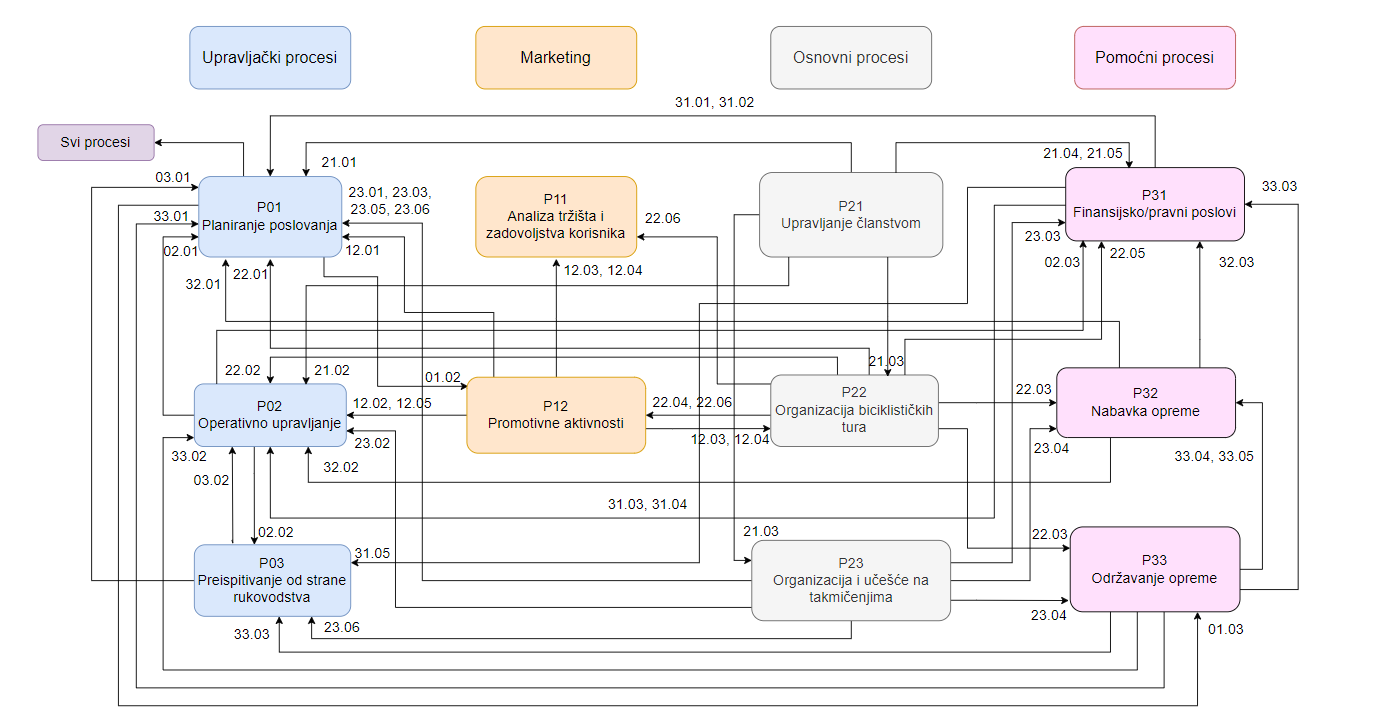 Upravljački procesi
Marketing
Osnovni procesi
Pomoćni procesi
31.01, 31.02
Svi procesi
21.01
21.04, 21.05
03.01
33.01
02.01
P01
Planiranje poslovanja
23.01, 23.03,
23.05, 23.06
12.01
P11
Analiza tržišta i
zadovoljstva korisnika
22.06
P21
Upravljanje članstvom
P31
Finansijsko/pravni poslovi
33.03
23.03
02.03
22.05
32.03
32.01
22.01
12.03, 12.04
22.02
21.02
01.02
21.03
P02
Operativno upravljanje
12.02, 12.05
23.02
P12
Promotivne aktivnosti
22.04, 22.06
12.03, 12.04
P22
Organizacija biciklističkih
tura
22.03
23.04
P32
Nabavka opreme
33.04, 33.05
33.02
03.02
32.02
31.03, 31.04
02.02
31.05
21.03
22.03
P03
Preispitivanje od strane
rukovodstva
P23
Organizacija i učešće na
takmičenjima
P33
Održavanje opreme
23.04
33.03
23.06
01.03